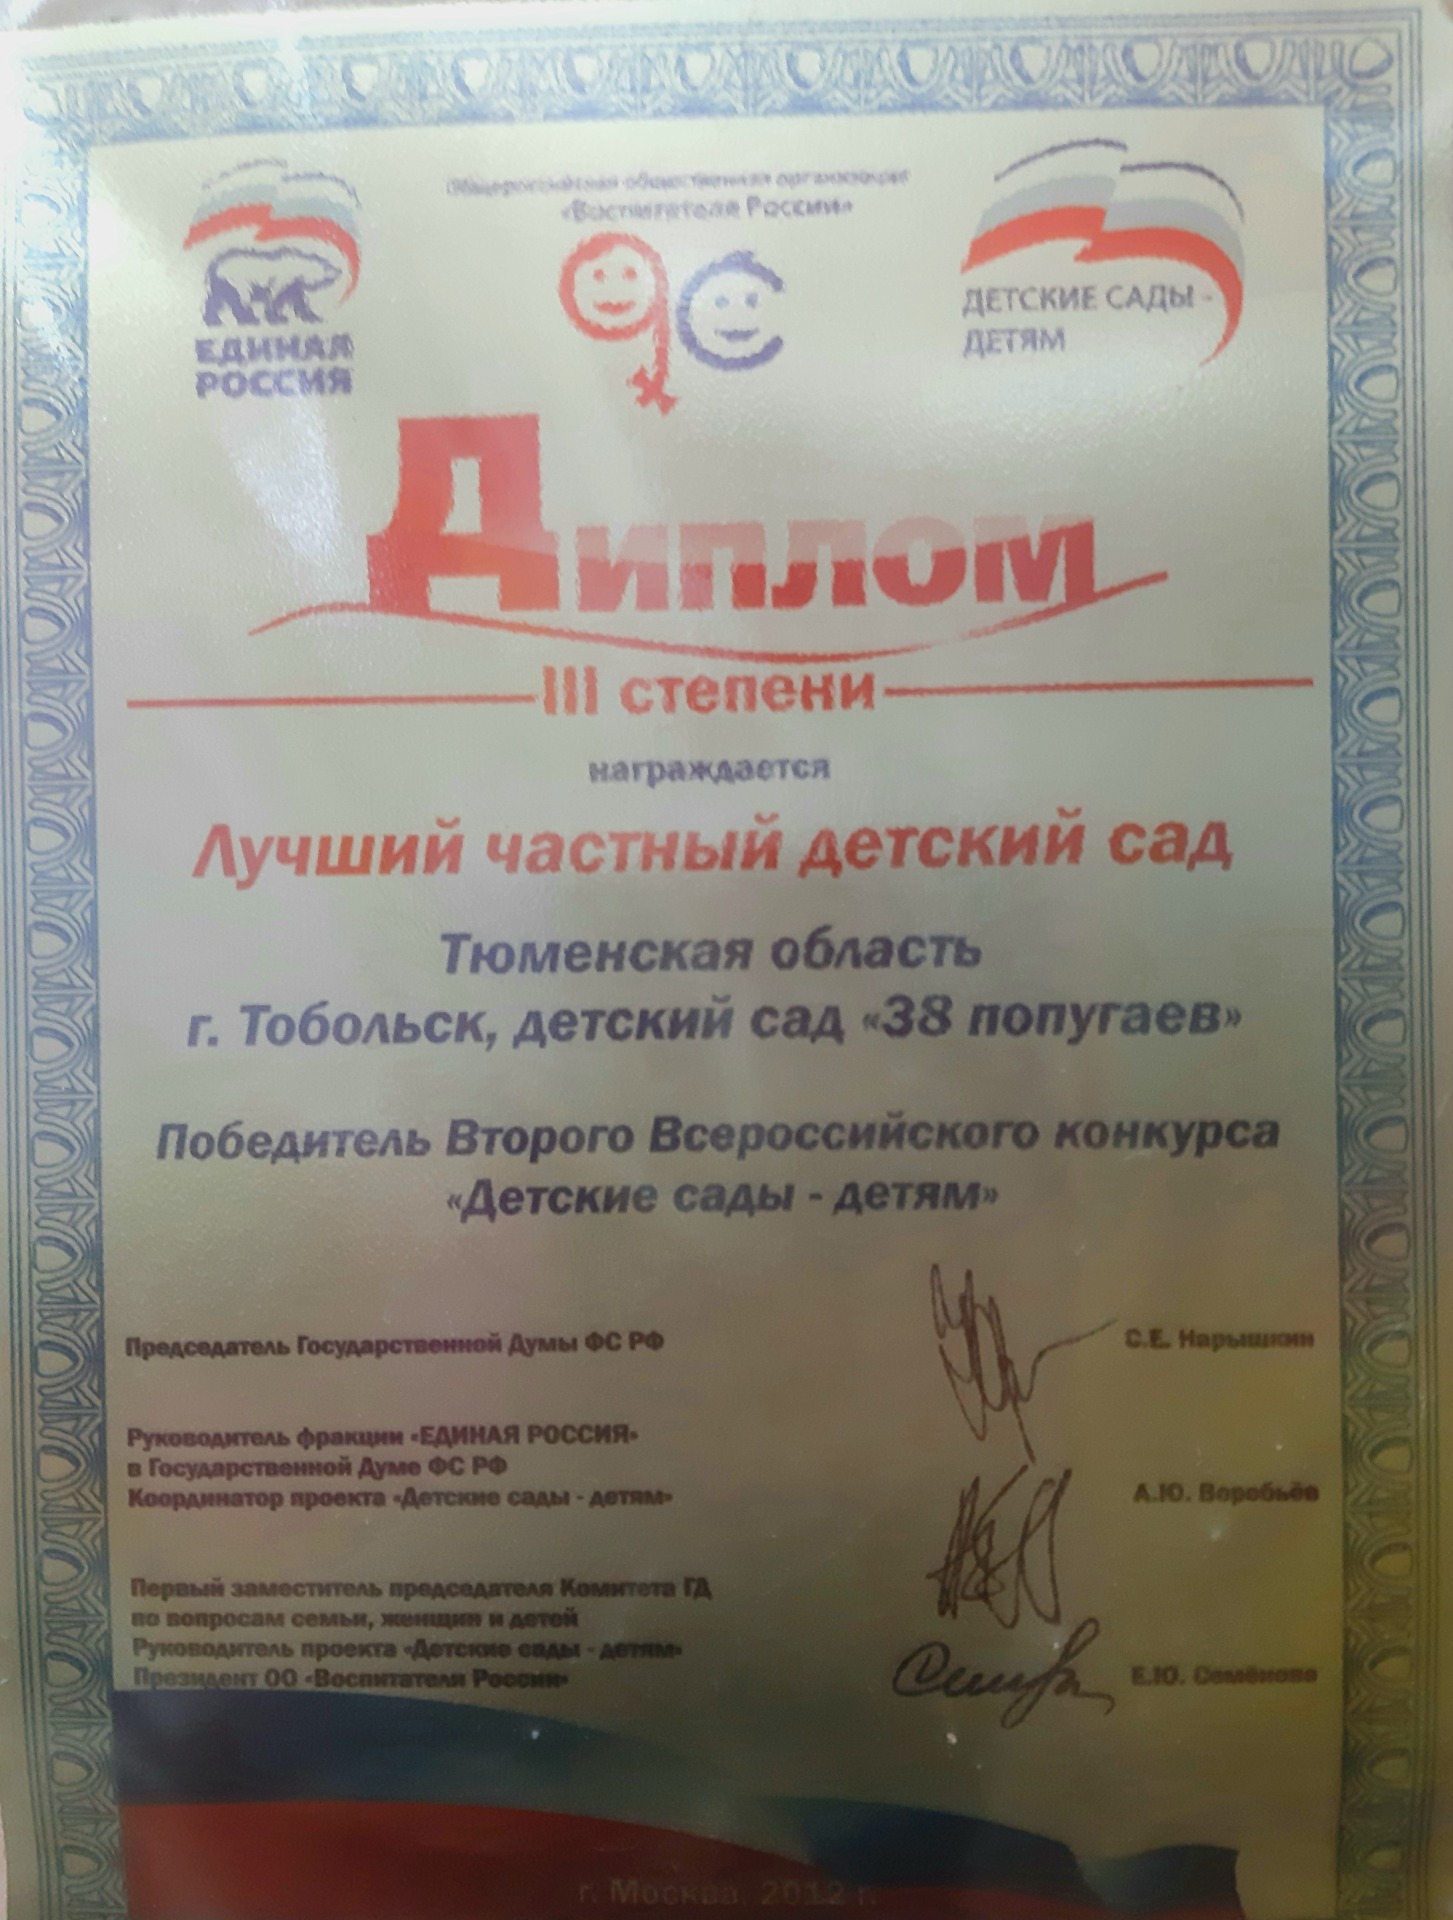 Общероссийская общественная организация
«Воспитатели России»
ЕДИНАЯ
РОССИЯ
ДЕТСКИЕ САДЫ -
ДЕТЯМ
Диплом
III степени
награждается
Лучший частный детский сад
Тюменская область
г. Тобольск, детский сад «38 попугаев»
Победитель Второго Всероссийского конкурса
«Детские сады - детям»
Председатель Государственной Думы ФС РФ
С.Е. Нарышкин
Руководитель фракции «ЕДИНАЯ РОССИЯ»
в Государственной Думе ФС РФ
Координатор проекта «Детские сады - детям»
А.Ю. Воробьёв
Первый заместитель председателя Комитета ГД
по вопросам семьи, женщин и детей
Руководитель проекта «Детские сады - детям»
Президент ОО «Воспитатели России»
Е.Ю. Семёнова
г. Москва, 2012 г.